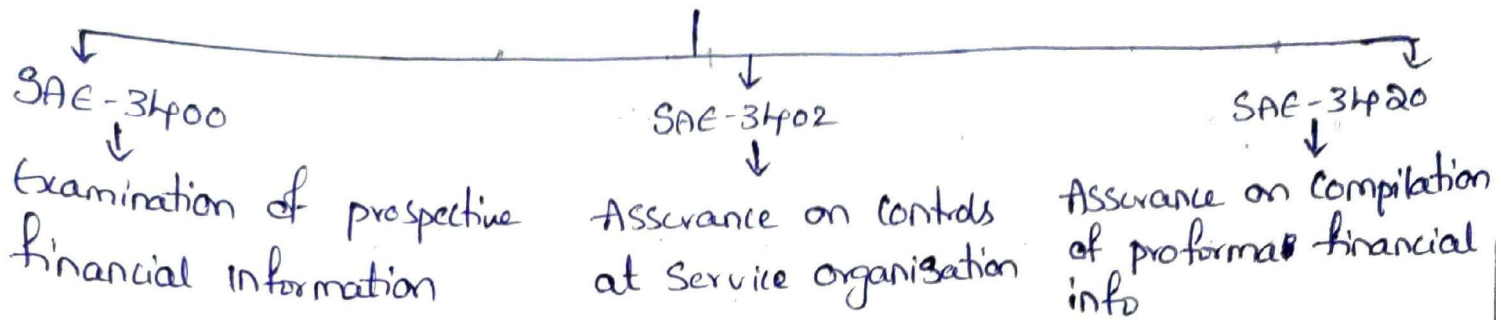 SAE-3400
SAE-3402
SAE-3420
Examination of prospective
financial information
Assurance on Controls
at Service organisation
Assurance on Compilation
of proforma financial
info